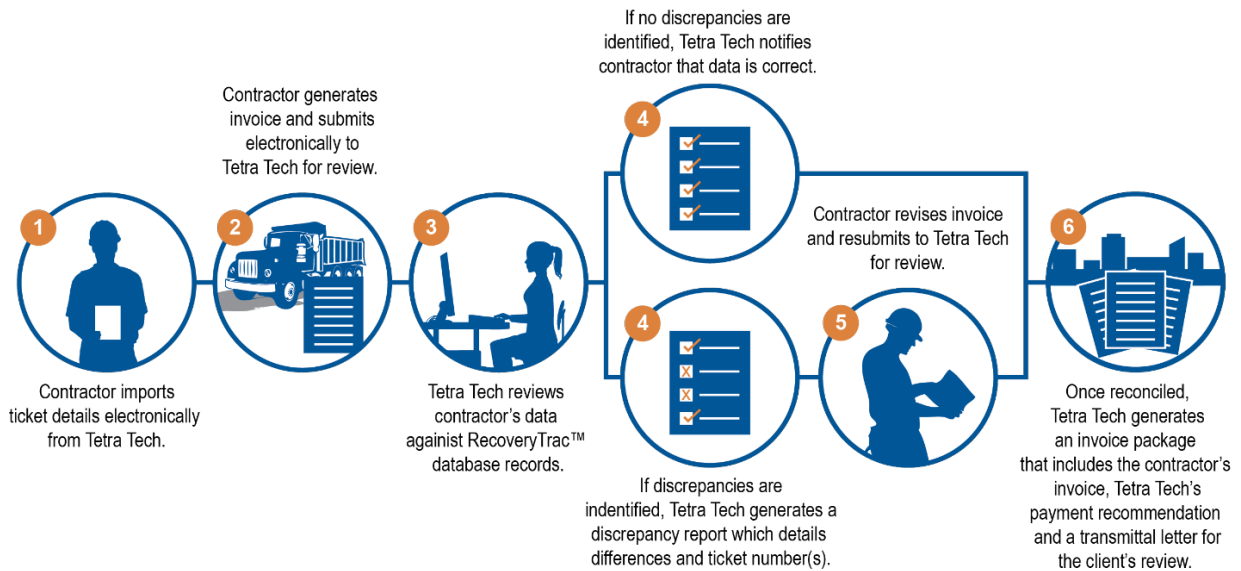 1
Contractor imports
ticket details electronically
from Tetra Tech.
Contractor generates
invoice and submits
electronically to
Tetra Tech for review.
2
3
Tetra Tech reviews
contractor's data
againist RecoveryTrac™
database records.
If no discrepancies are
identified, Tetra Tech notifies
contractor that data is correct.
4
4
If discrepancies are
indentified, Tetra Tech generates a
discrepancy report which details
differences and ticket number(s).
Contractor revises invoice
and resubmits to Tetra Tech
for review.
5
6
Once reconciled,
Tetra Tech generates
an invoice package
that includes the contractor's
invoice, Tetra Tech's
payment recommendation
and a transmittal letter for
the client's review.